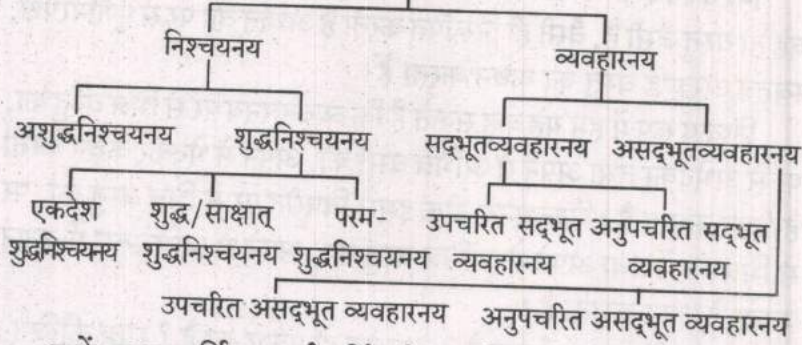 निश्चयनय
व्यवहारनय
अशुद्धनिश्चयनय शुद्धनिश्चयनय सद्‌भूतव्यवहारनय असद्‌भूतव्यवहारनय
एकदेश शुद्ध/साक्षात् परम- उपचरित सद्‌भूत अनुपचरित सद्‌भूत
शुद्धनिश्चयनय शुद्धनिश्चयनय शुद्धनिश्चयनय व्यवहारनय व्यवहारनय
उपचरित असद्‌भूत व्यवहारनय अनुपचरित असद्‌भूत व्यवहारनय